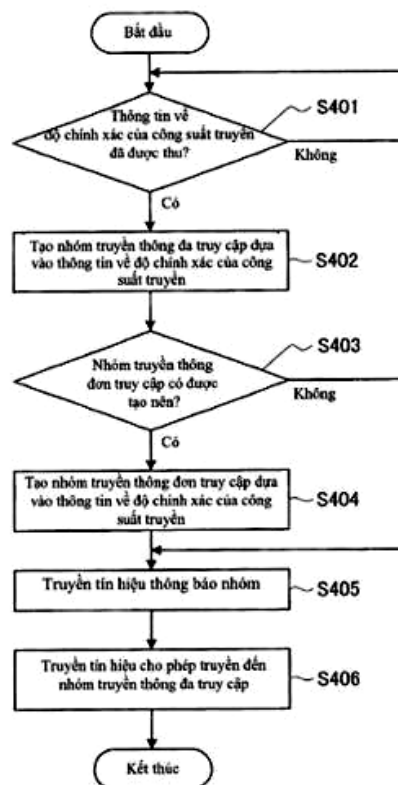 Bắt đầu
Thông tin về
độ chính xác của công suất truyền
đã được thu?
S401
Không
Có
Tạo nhóm truyền thông đa truy cập dựa
vào thông tin về độ chính xác của công
suất truyền
S402
Nhóm truyền thông
đơn truy cập có được
tạo nên?
S403
Không
Có
Tạo nhóm truyền thông đơn truy cập dựa
vào thông tin về độ chính xác của công
suất truyền
S404
Truyền tín hiệu thông báo nhóm
S405
Truyền tín hiệu cho phép truyền đến
nhóm truyền thông đa truy cập
S406
Kết thúc